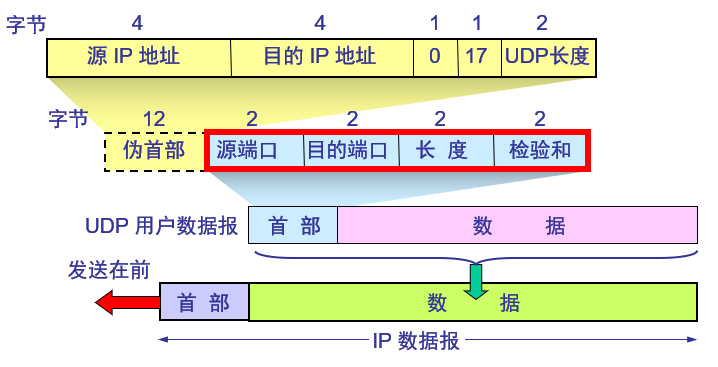 字节 4 4 1 1 2
源 IP 地址 目的 IP 地址 0 17 UDP长度
字节 12 2 2 2 2
伪首部 源端口 目的端口 长 度 检验和
UDP 用户数据报 首 部 数 据
发送在前
首 部 数 据
IP 数据报